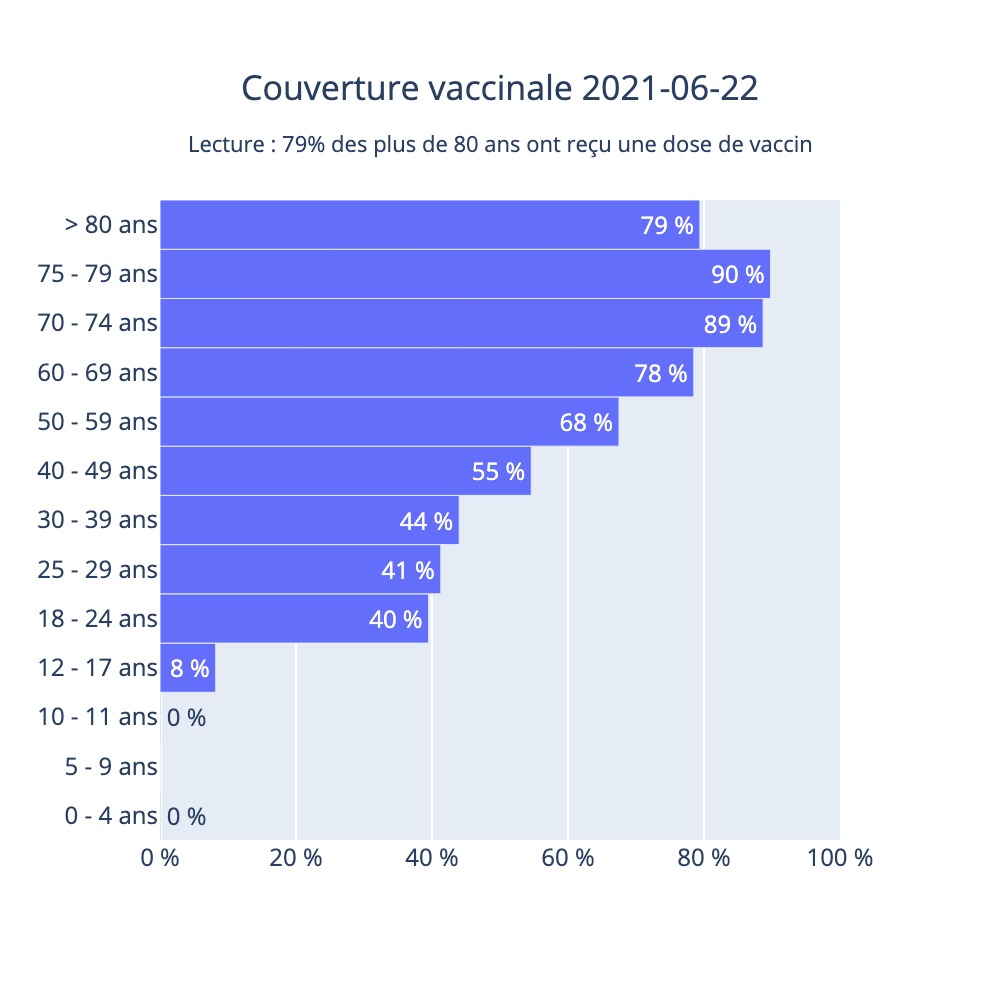 Couverture vaccinale 2021-06-22
Lecture : 79% des plus de 80 ans ont reçu une dose de vaccin
> 80 ans 79 %
75 - 79 ans 90 %
70 - 74 ans 89 %
60 - 69 ans 78 %
50 - 59 ans 68 %
40 - 49 ans 55 %
30 - 39 ans 44 %
25 - 29 ans 41 %
18 - 24 ans 40 %
12 - 17 ans 8 %
10 - 11 ans 0 %
5 - 9 ans
0 - 4 ans 0 %
0 % 20 % 40 % 60 % 80 % 100 %